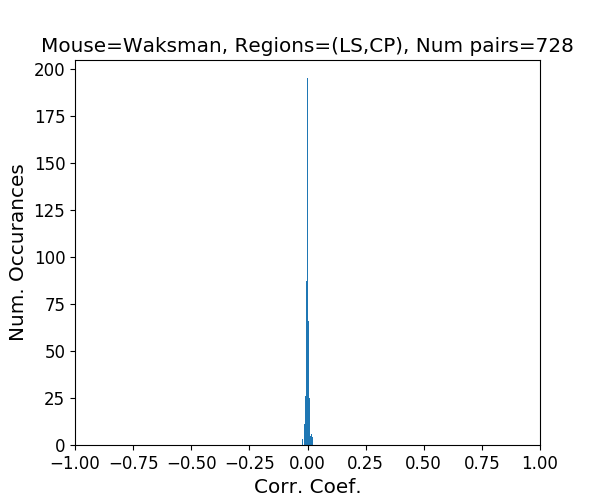 Mouse=Waksman, Regions=(LS,CP), Num pairs=728
200
175
150
125
100
75
50
25
0
Num. Occurances
−1.00 −0.75 −0.50 −0.25 0.00 0.25 0.50 0.75 1.00
Corr. Coef.